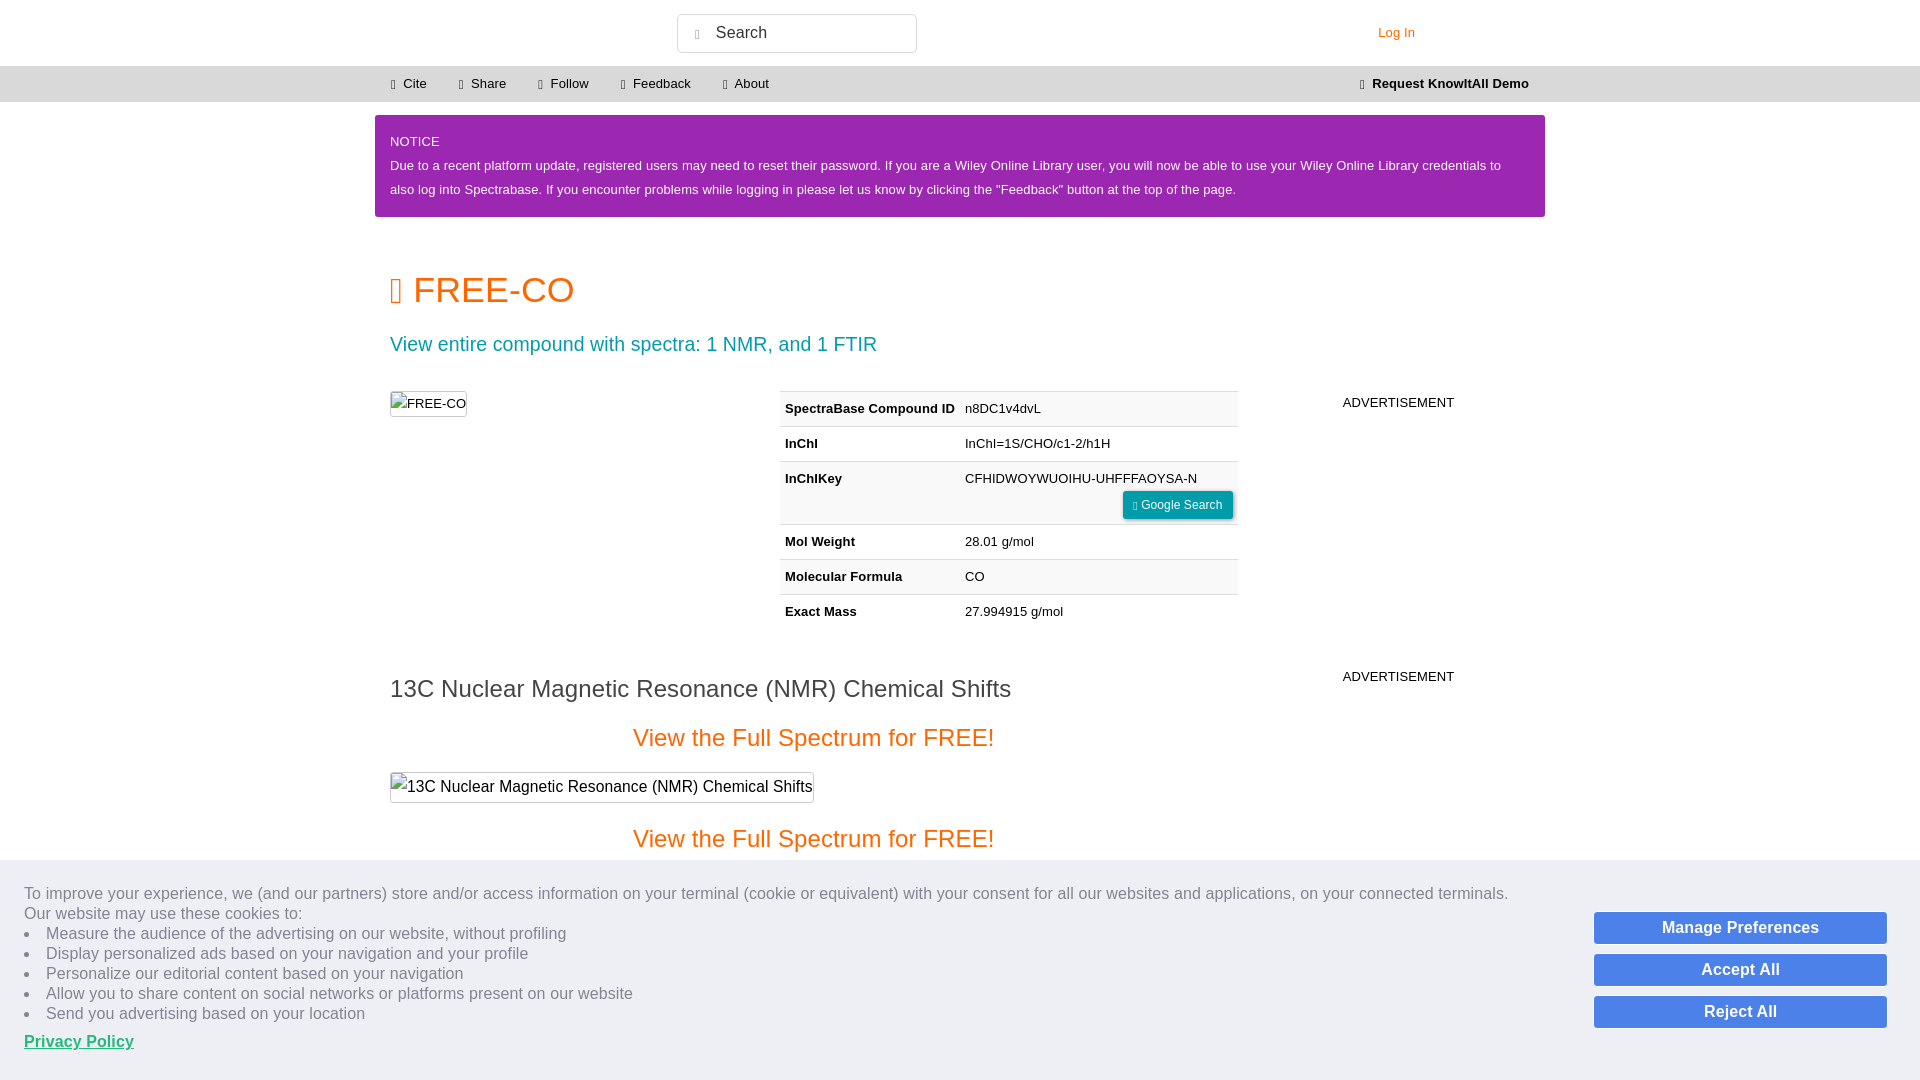 Search
Log In
Cite Share Follow Feedback About Request KnowItAll Demo
NOTICE
Due to a recent platform update, registered users may need to reset their password. If you are a Wiley Online Library user, you will now be able to use your Wiley Online Library credentials to
also log into Spectrabase. If you encounter problems while logging in please let us know by clicking the "Feedback" button at the top of the page.
FREE-CO
View entire compound with spectra: 1 NMR, and 1 FTIR
FREE-CO
SpectraBase Compound ID n8DC1v4dvL
InChI InChI=1S/CHO/c1-2/h1H
InChIKey CFHIDWOYWUOIHU-UHFFFAOYSA-N
Google Search
Mol Weight 28.01 g/mol
Molecular Formula CO
Exact Mass 27.994915 g/mol
ADVERTISEMENT
13C Nuclear Magnetic Resonance (NMR) Chemical Shifts
ADVERTISEMENT
View the Full Spectrum for FREE!
13C Nuclear Magnetic Resonance (NMR) Chemical Shifts
View the Full Spectrum for FREE!
To improve your experience, we (and our partners) store and/or access information on your terminal (cookie or equivalent) with your consent for all our websites and applications, on your connected terminals.
Our website may use these cookies to:
Measure the audience of the advertising on our website, without profiling
Display personalized ads based on your navigation and your profile
Personalize our editorial content based on your navigation
Allow you to share content on social networks or platforms present on our website
Send you advertising based on your location
Privacy Policy
Manage Preferences
Accept All
Reject All